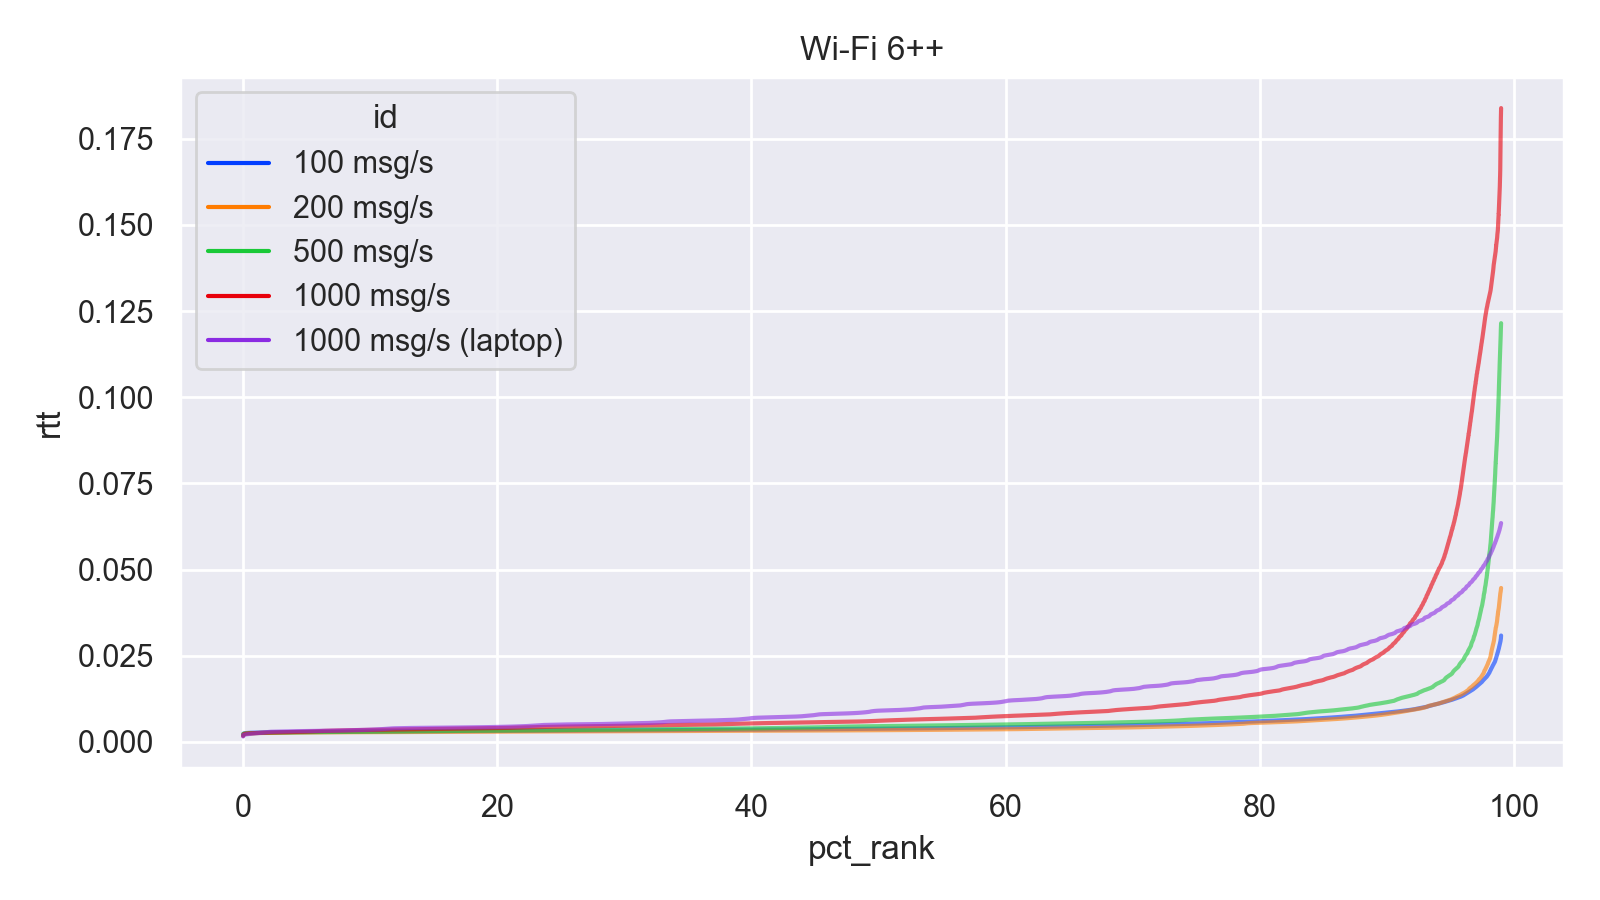 Wi-Fi 6++
id
100 msg/s
200 msg/s
500 msg/s
1000 msg/s
1000 msg/s (laptop)
0.175
0.150
0.125
0.100
0.075
0.050
0.025
0.000
rtt
0 20 40 60 80 100
pct_rank